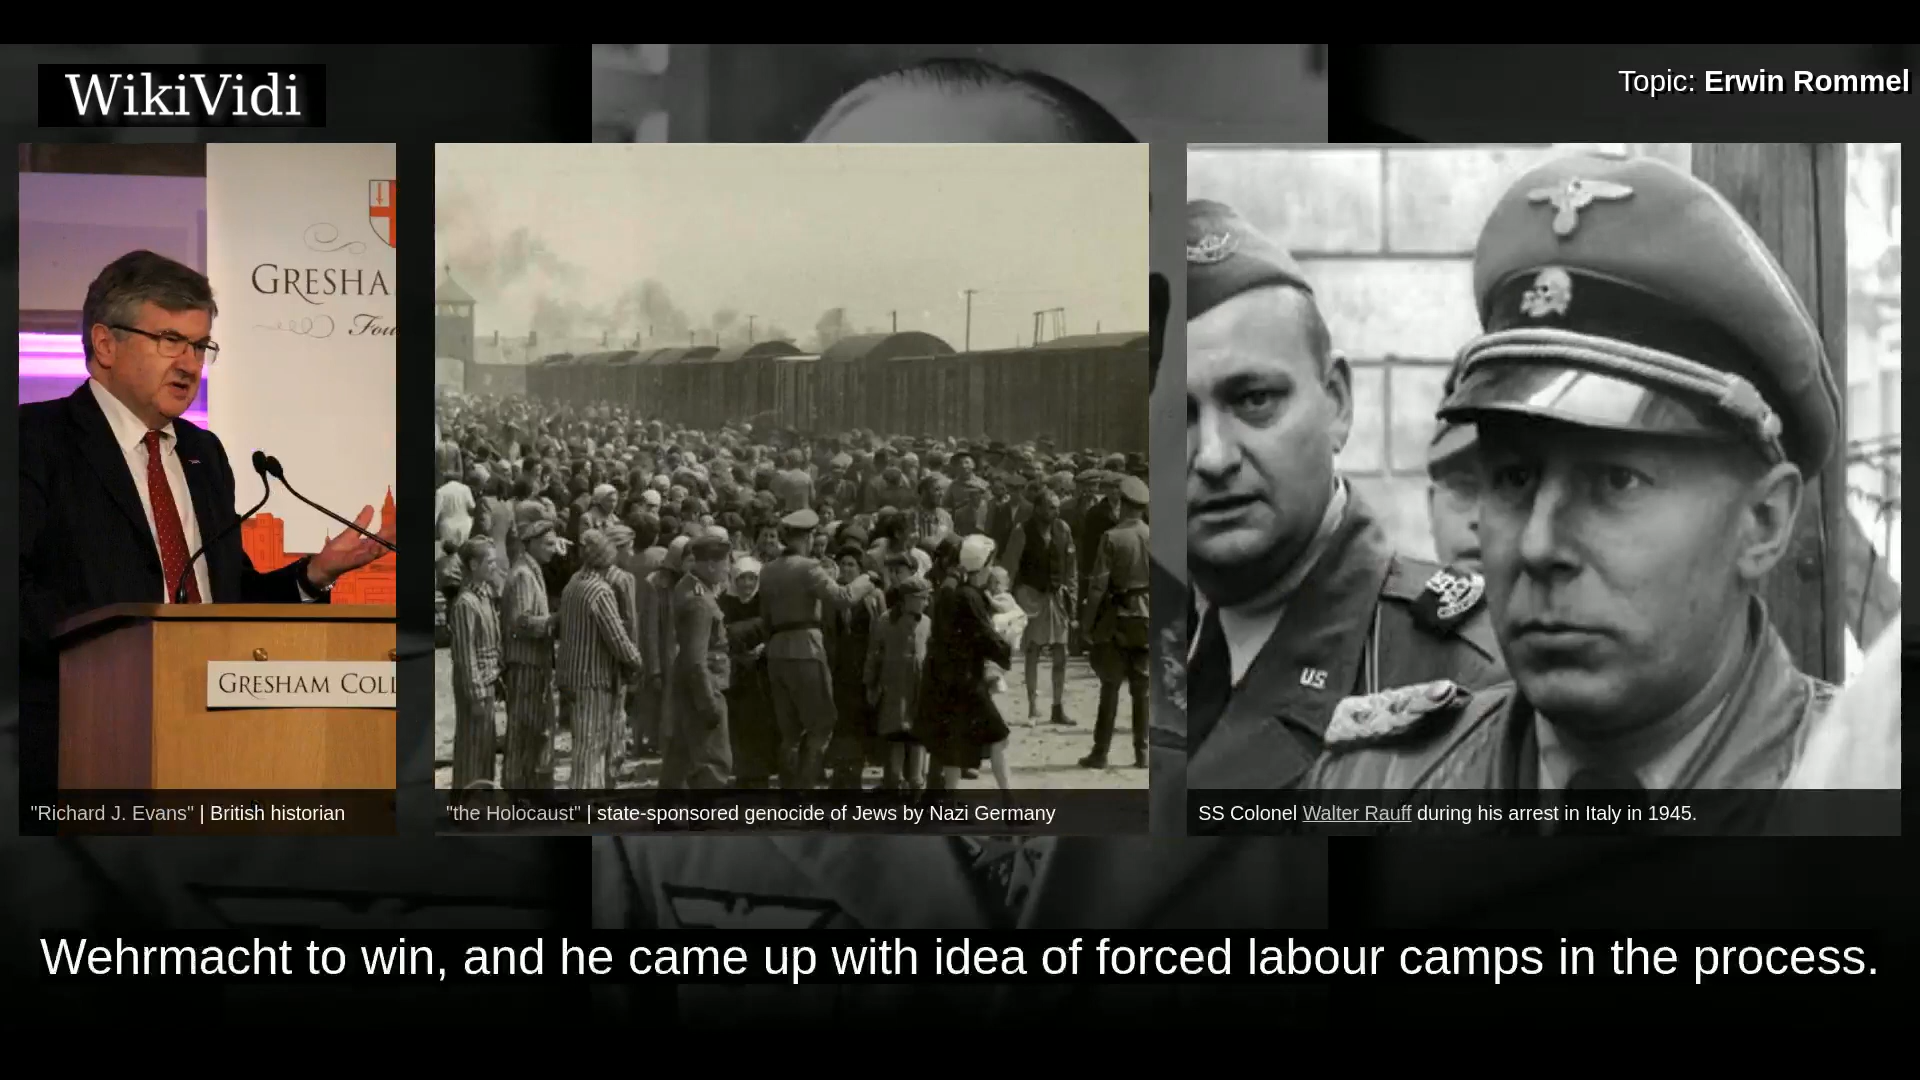 WikiVidi
Topic: Erwin Rommel
GRESHA
Fou
GRESHAM COLL
US
"Richard J. Evans" | British historian
"the Holocaust" | state-sponsored genocide of Jews by Nazi Germany
SS Colonel Walter Rauff during his arrest in Italy in 1945.
Wehrmacht to win, and he came up with idea of forced labour camps in the process.